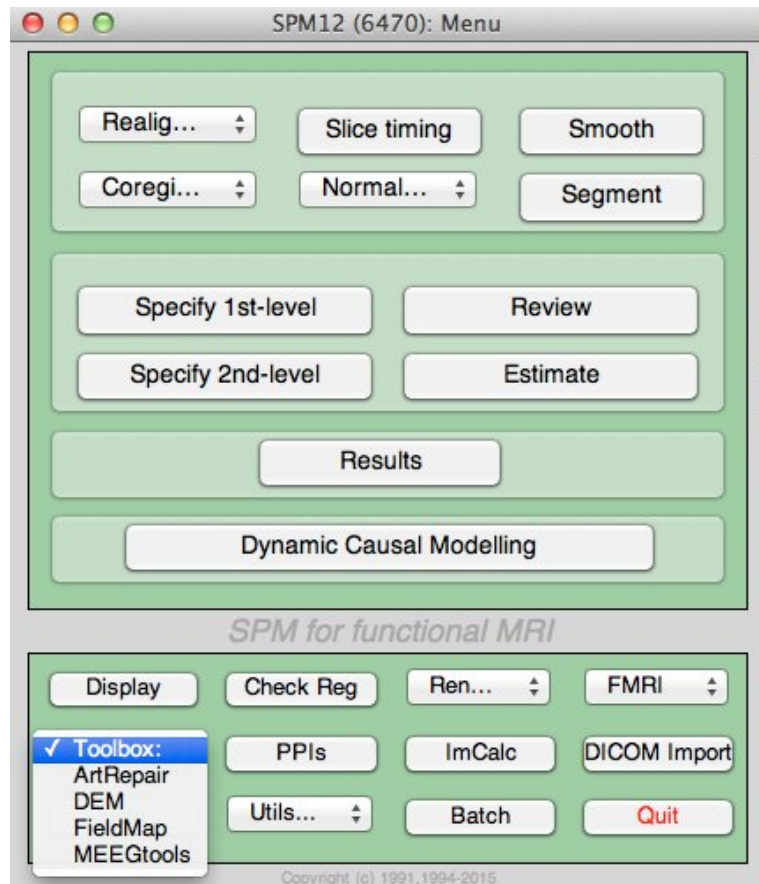 SPM12 (6470): Menu
Realig...
Slice timing
Smooth
Coregi...
Normal...
Segment
Specify 1st-level
Review
Specify 2nd-level
Estimate
Results
Dynamic Causal Modelling
SPM for functional MRI
Display
Check Reg
Ren...
FMRI
✓ Toolbox:
ArtRepair
DEM
FieldMap
MEEGtools
PPIs
ImCalc
DICOM Import
Utils...
Batch
Quit
Copyright (c) 1991,1994-2015